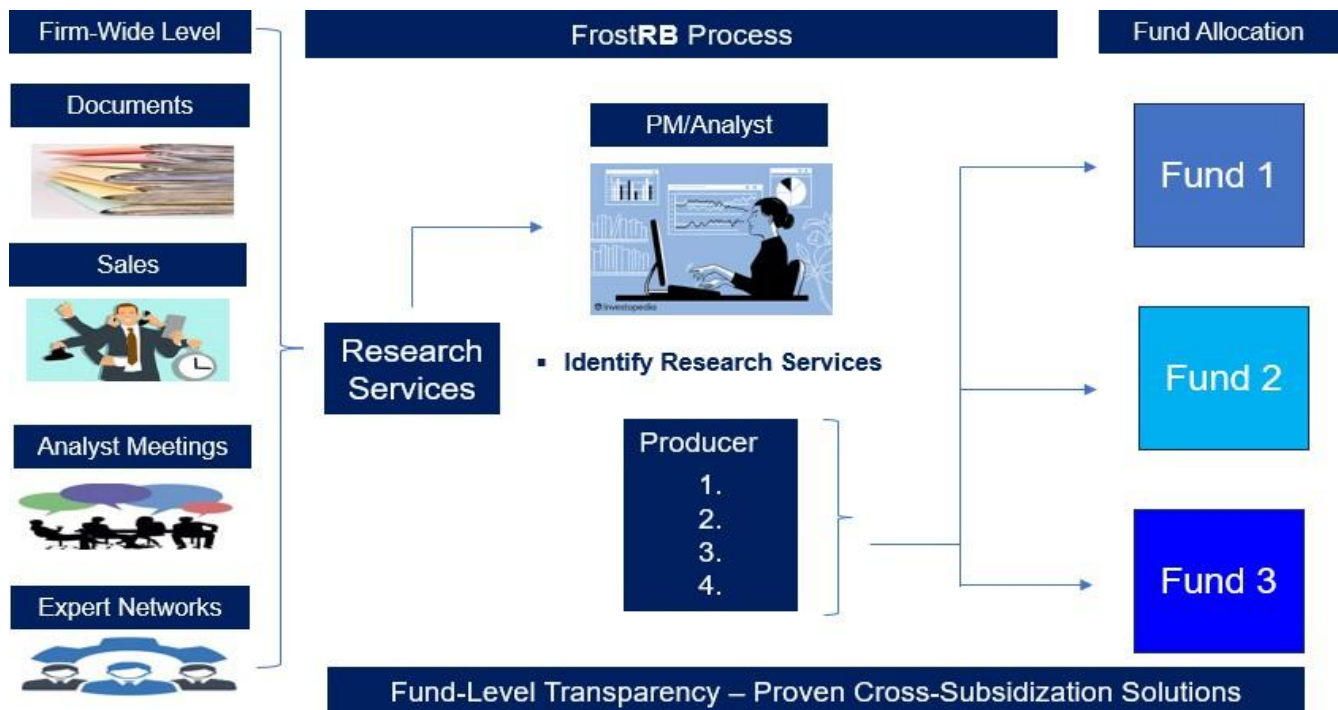 Firm-Wide Level
FrostRB Process
Fund Allocation
Documents
Sales
Analyst Meetings
Expert Networks
Research
Services
PM/Analyst
Investopedia
▪ Identify Research Services
Producer
1.
2.
3.
4.
Fund 1
Fund 2
Fund 3
Fund-Level Transparency – Proven Cross-Subsidization Solutions